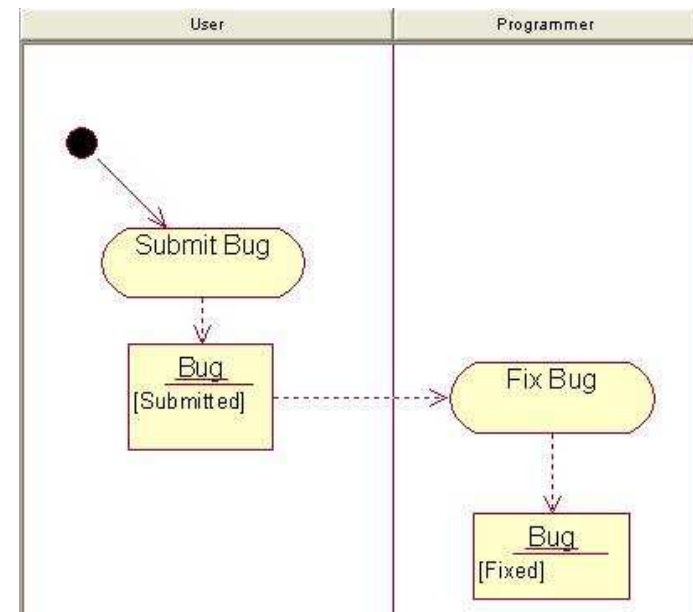 User
Programmer
Submit Bug
Bug
[Submitted]
Fix Bug
Bug
[Fixed]